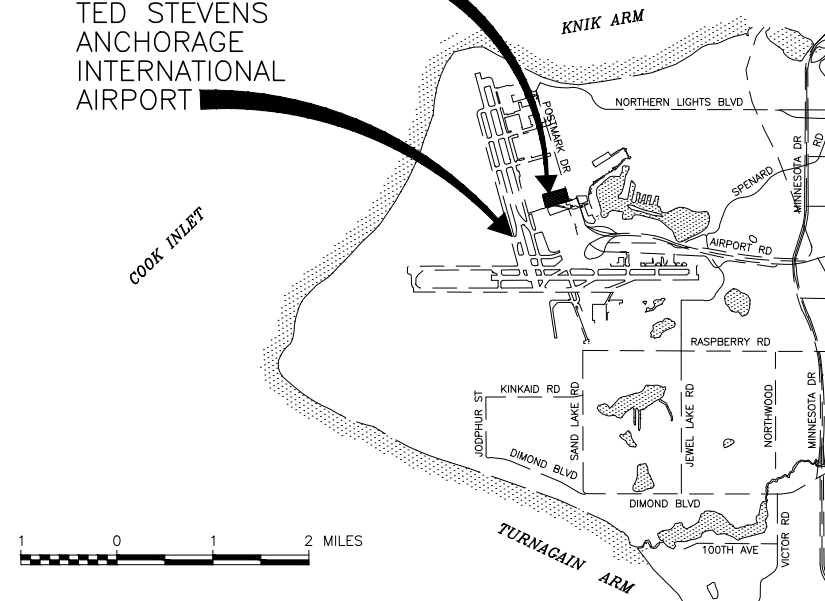 TED STEVENS
ANCHORAGE
INTERNATIONAL
AIRPORT
KNIK ARM
NORTHERN LIGHTS BLVD
POSTMARK DR
MINNESOTA DR
RD
SPENARD
AIRPORT RD
COOK INLET
RASPBERRY RD
KINKAID RD
JODPHUR ST
SAND LAKE RD
JEWEL LAKE RD
NORTHWOOD
MINNESOTA DR
DIMOND BLVD
DIMOND BLVD
VICTOR RD
100TH AVE
TURNAGAIN ARM
1 0 1 2 MILES